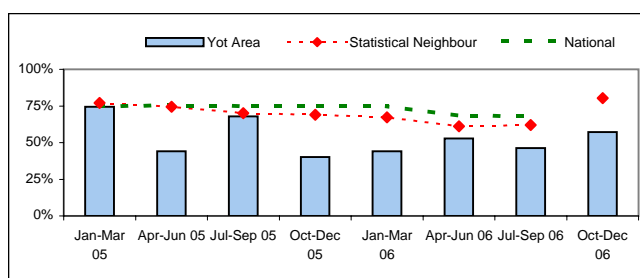 Yot Area Statistical Neighbour National
100%
75%
50%
25%
0%
Jan-Mar Apr-Jun 05 Jul-Sep 05 Oct-Dec Jan-Mar Apr-Jun 06 Jul-Sep 06 Oct-Dec
05 05 06 06